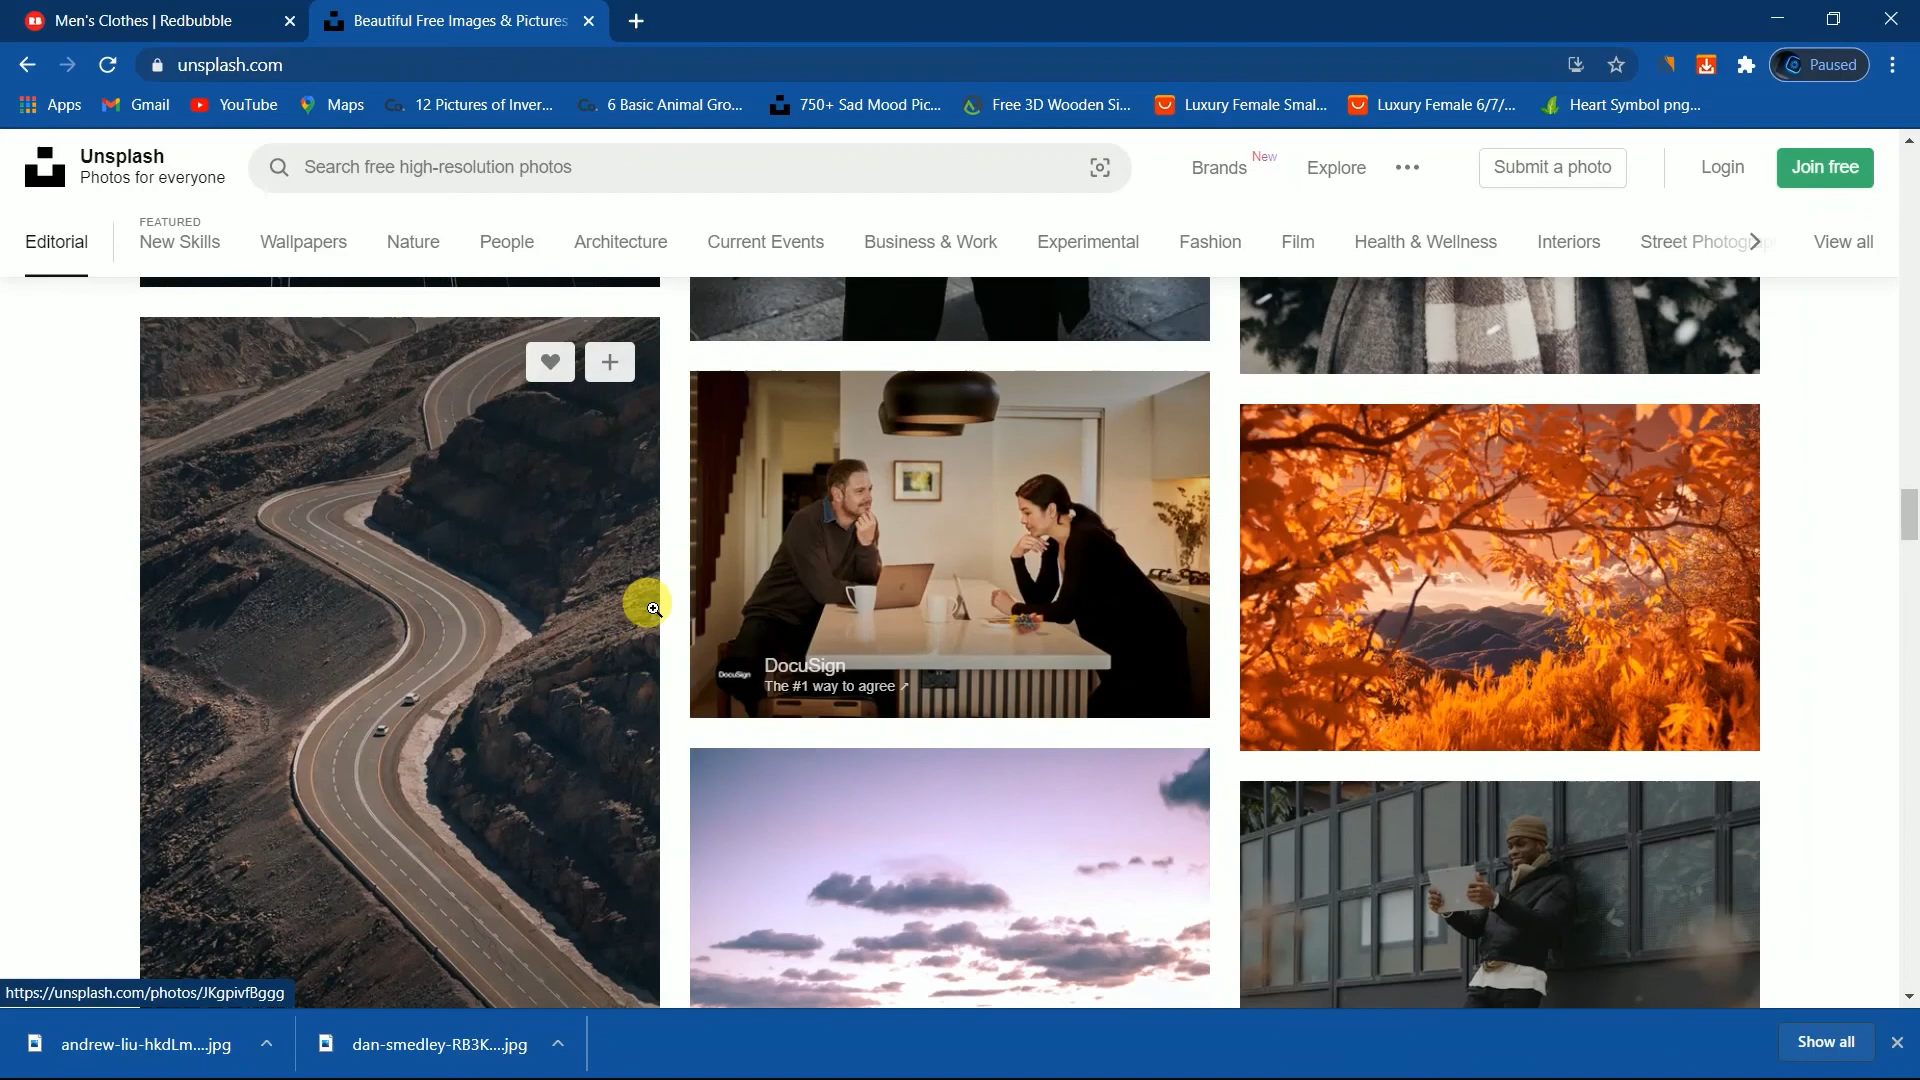 Men's Clothes | Redbubble
Beautiful Free Images & Pictures
unsplash.com
Paused
Apps
Gmail
YouTube
Maps
12 Pictures of Inver...
6 Basic Animal Gro...
750+ Sad Mood Pic...
Free 3D Wooden Si...
Luxury Female Smal...
Luxury Female 6/7/...
Heart Symbol png...
Unsplash
Photos for everyone
Search free high-resolution photos
Brands
New
Explore
Submit a photo
Login
Join free
Editorial
FEATURED
New Skills
Wallpapers
Nature
People
Architecture
Current Events
Business & Work
Experimental
Fashion
Film
Health & Wellness
Interiors
Street Photograp
View all
DocuSign
DocuSign
The #1 way to agree
https://unsplash.com/photos/JKgpivfBggg
andrew-liu-hkdLm....jpg
dan-smedley-RB3K....jpg
Show all